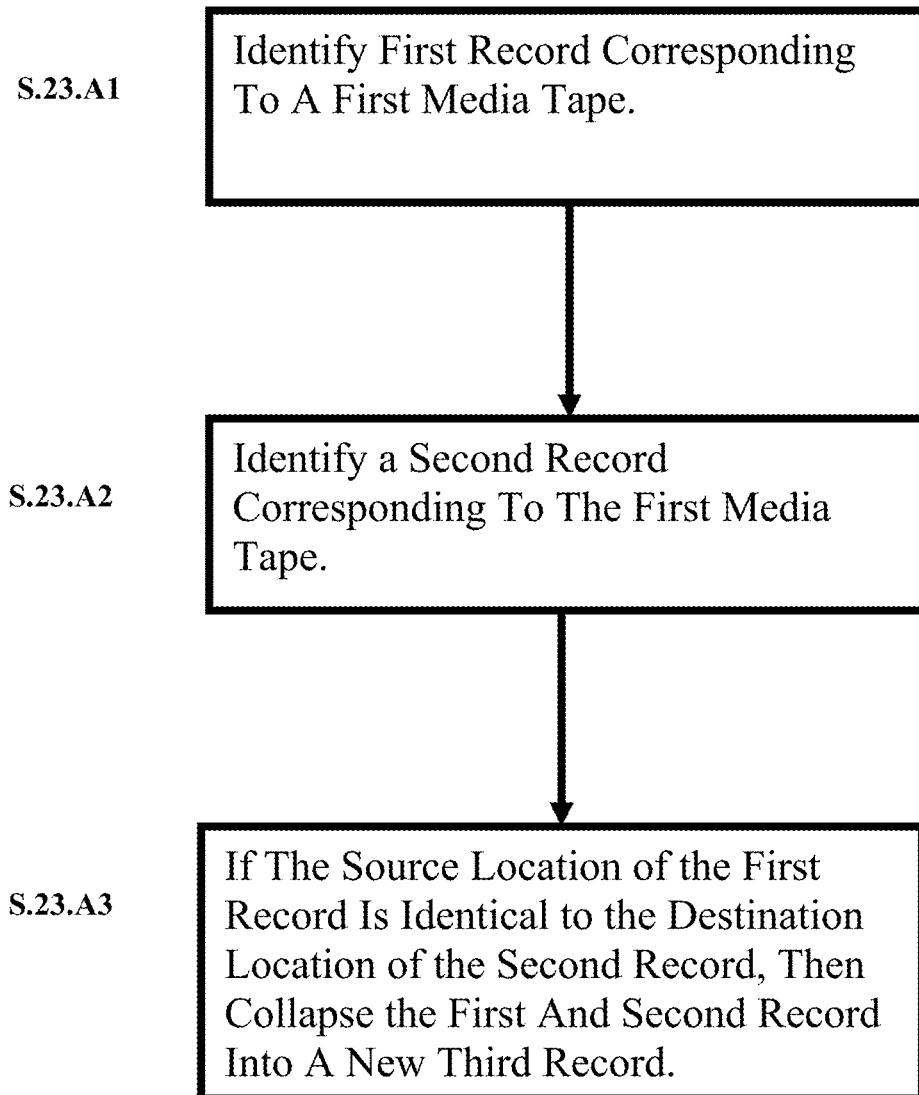 S.23.A1
Identify First Record Corresponding
To A First Media Tape.
S.23.A2
Identify a Second Record
Corresponding To The First Media
Tape.
S.23.A3
If The Source Location of the First
Record Is Identical to the Destination
Location of the Second Record, Then
Collapse the First And Second Record
Into A New Third Record.